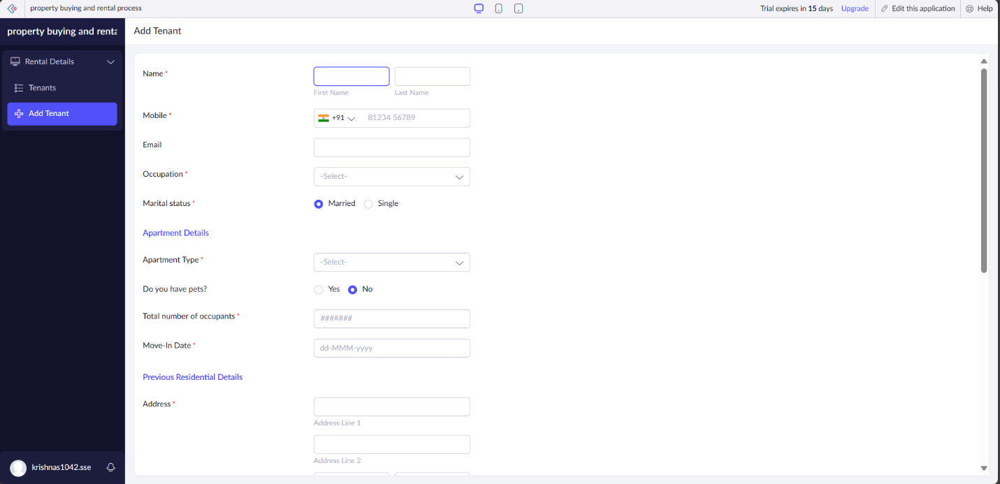 property buying and rental process
Trial expires in 15 days Upgrade Edit this application Help
property buying and renta
Add Tenant
Rental Details
Tenants
Add Tenant
Name *
First Name Last Name
Mobile *
+91 81234 56789
Email
Occupation *
-Select-
Marital status *
Married Single
Apartment Details
Apartment Type *
-Select-
Do you have pets?
Yes No
Total number of occupants *
#######
Move-In Date *
dd-MMM-yyyy
Previous Residential Details
Address *
Address Line 1
Address Line 2
krishnas1042.sse